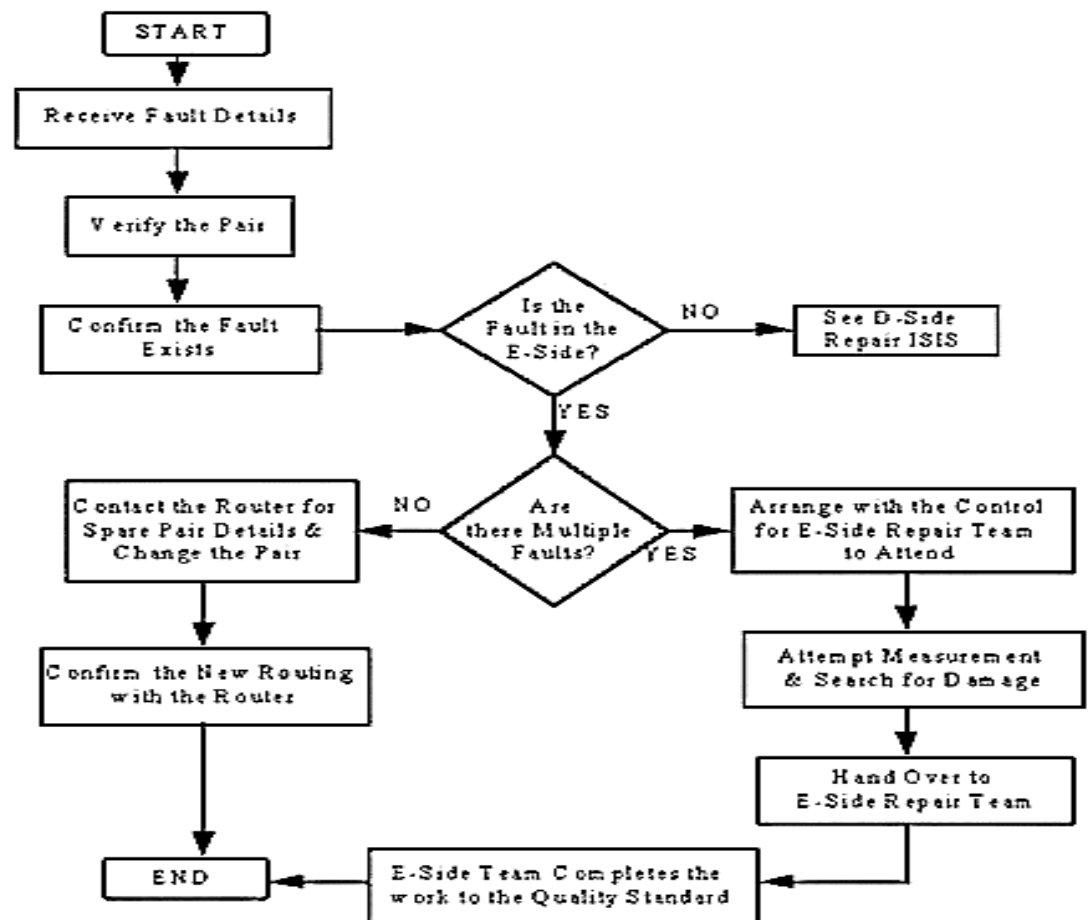 START
Receive Fault Details
Verify the Pair
Confirm the Fault
Exists
Is the
Fault in the
E-Side?
NO
See D-Side
Repair ISIS
YES
Are
there Multiple
Faults?
NO
Contact the Router for
Spare Pair Details &
Change the Pair
Confirm the New Routing
with the Router
YES
Arrange with the Control
for E-Side Repair Team
to Attend
Attempt Measurement
& Search for Damage
Hand Over to
E-Side Repair Team
E-Side Team Completes the
work to the Quality Standard
END